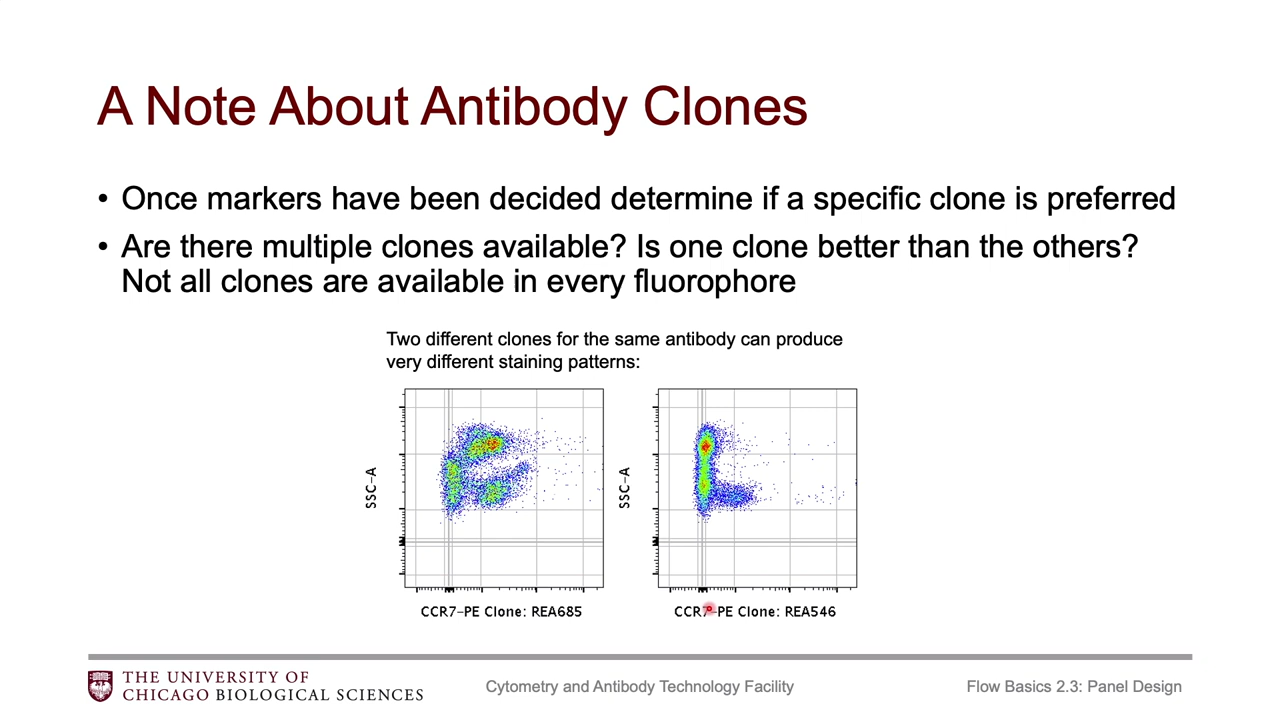 A Note About Antibody Clones
• Once markers have been decided determine if a specific clone is preferred
• Are there multiple clones available? Is one clone better than the others?
Not all clones are available in every fluorophore
Two different clones for the same antibody can produce
very different staining patterns:
SSC-A
CCR7-PE Clone: REA685
SSC-A
CCR7-PE Clone: REA546
THE UNIVERSITY OF
CHICAGO BIOLOGICAL SCIENCES
Cytometry and Antibody Technology Facility
Flow Basics 2.3: Panel Design